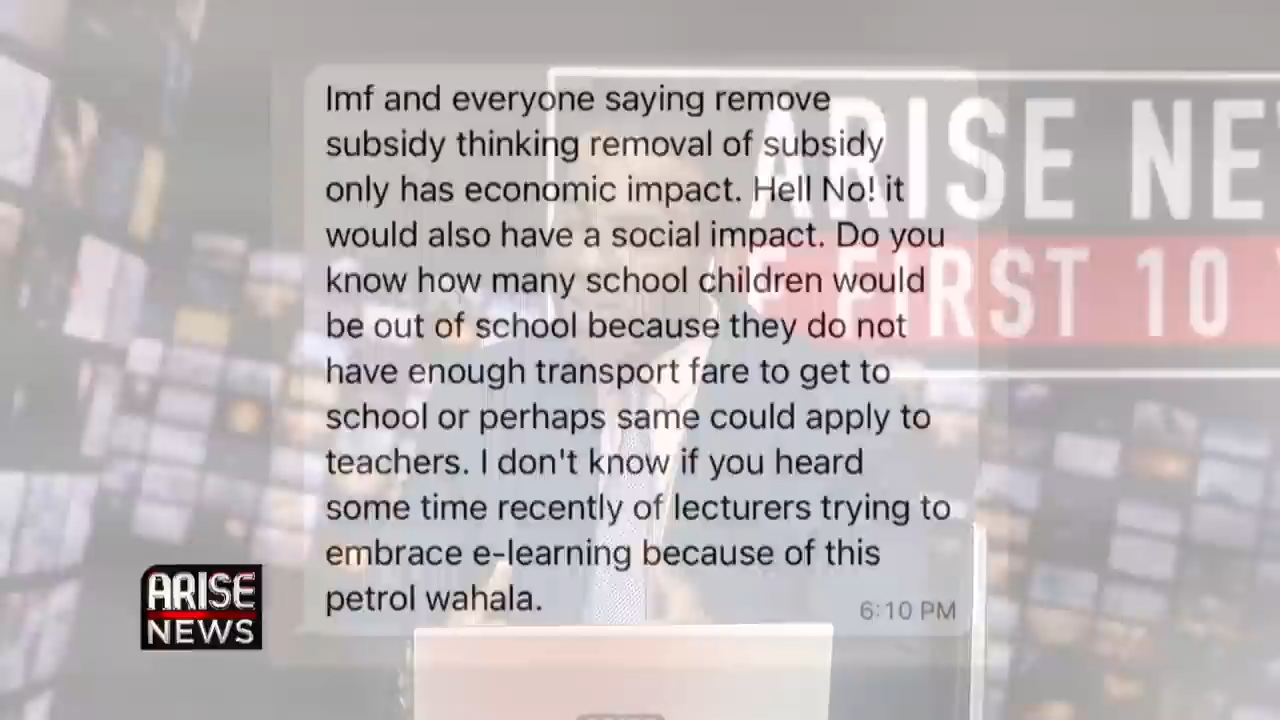 Imf and everyone saying remove
subsidy thinking removal of subsidy
only has economic impact. Hell No! it
would also have a social impact. Do you
know how many school children would
be out of school because they do not
have enough transport fare to get to
school or perhaps same could apply to
teachers. I don't know if you heard
some time recently of lecturers trying to
embrace e-learning because of this
petrol wahala.
6:10 PM
ARISE NE
FIRST 10
ARISE
NEWS